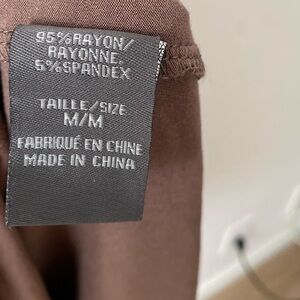 95%RAYON/
RAYONNE,
5%SPANDEX
TAILLE/SIZE
M/M
FABRIQUÉ EN CHINE
MADE IN CHINA